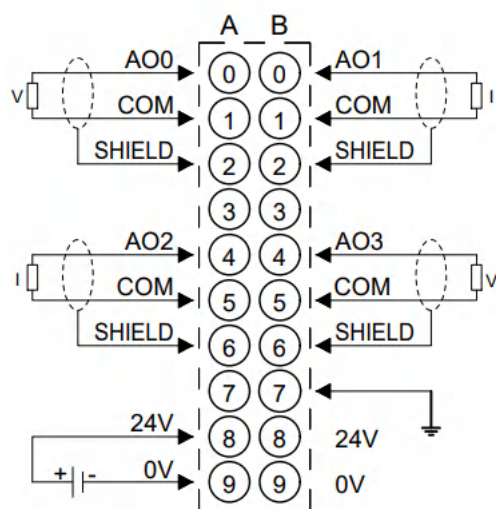 A B
AO0 0 0 AO1
V COM 1 1 COM I
SHIELD 2 2 SHIELD
3 3
AO2 4 4 AO3
I COM 5 5 COM V
SHIELD 6 6 SHIELD
7 7
24V 8 8 24V
+ - 0V 9 9 0V